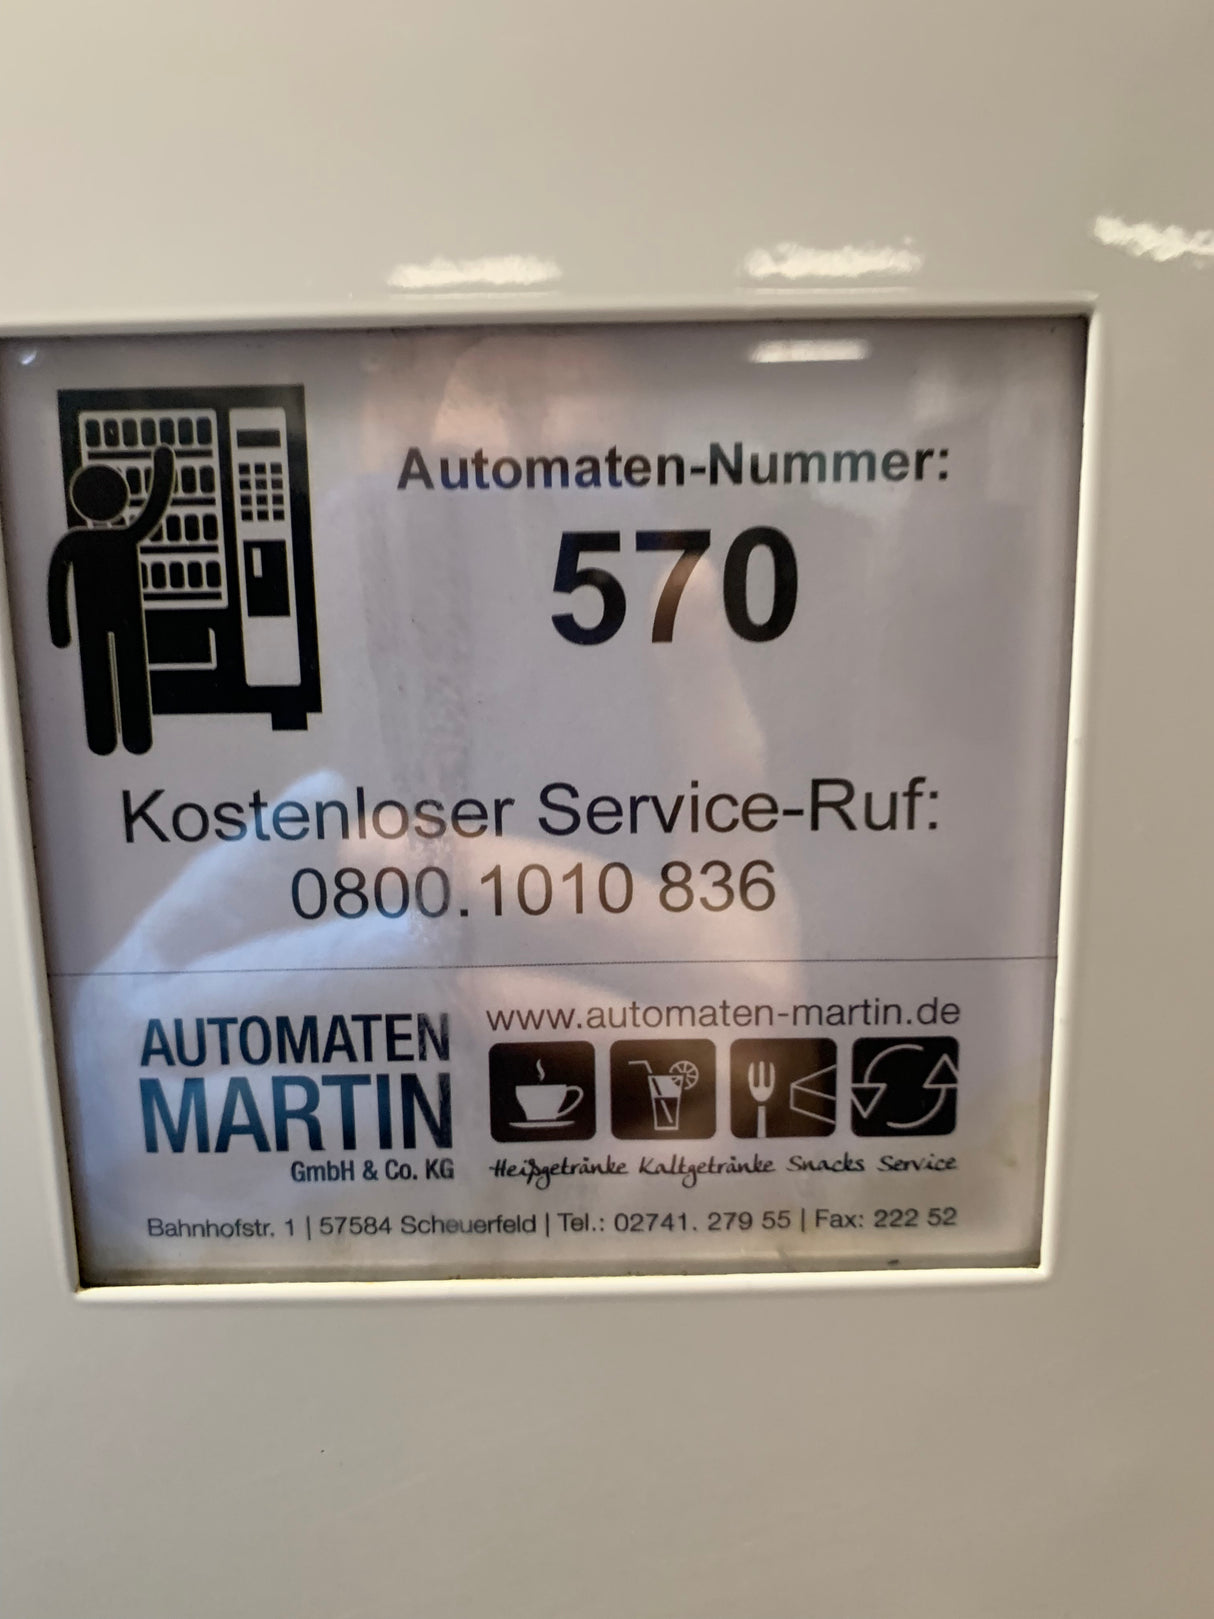 Automaten-Nummer:
570
Kostenloser Service-Ruf:
0800.1010 836
AUTOMATEN
MARTIN
GmbH & Co. KG
www.automaten-martin.de
Heißgetränke Kaltgetränke Snacks Service
Bahnhofstr. 1 | 57584 Scheuerfeld | Tel.: 02741. 279 55 | Fax: 222 52